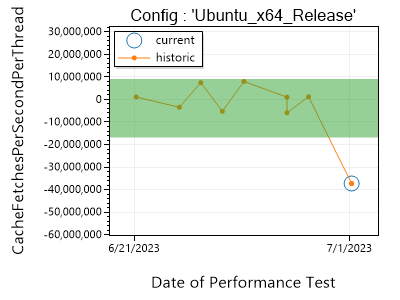 Config : 'Ubuntu_x64_Release'
current
historic
CacheFetchesPerSecondPerThread
30,000,000
20,000,000
10,000,000
0
-10,000,000
-20,000,000
-30,000,000
-40,000,000
-50,000,000
-60,000,000
6/21/2023
7/1/2023
Date of Performance Test